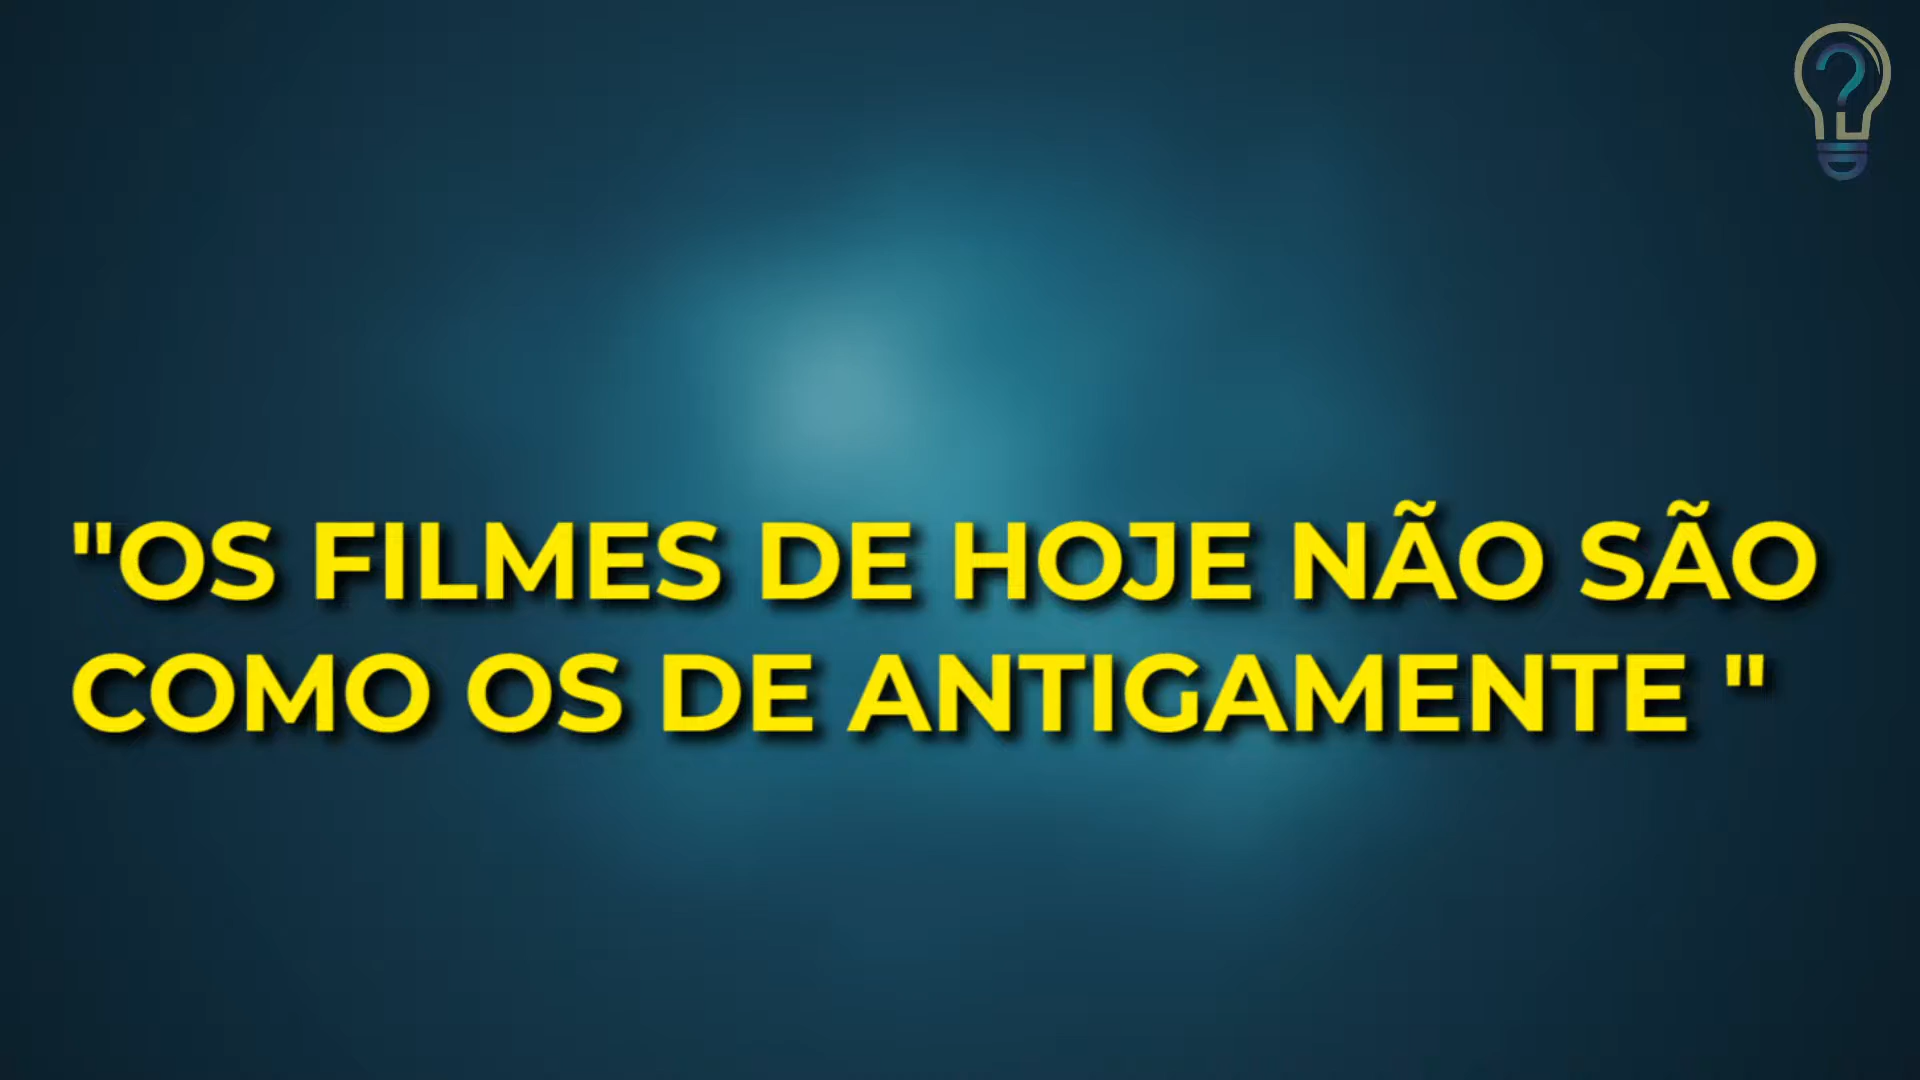 "OS FILMES DE HOJE NÃO SÃO
COMO OS DE ANTIGAMENTE "